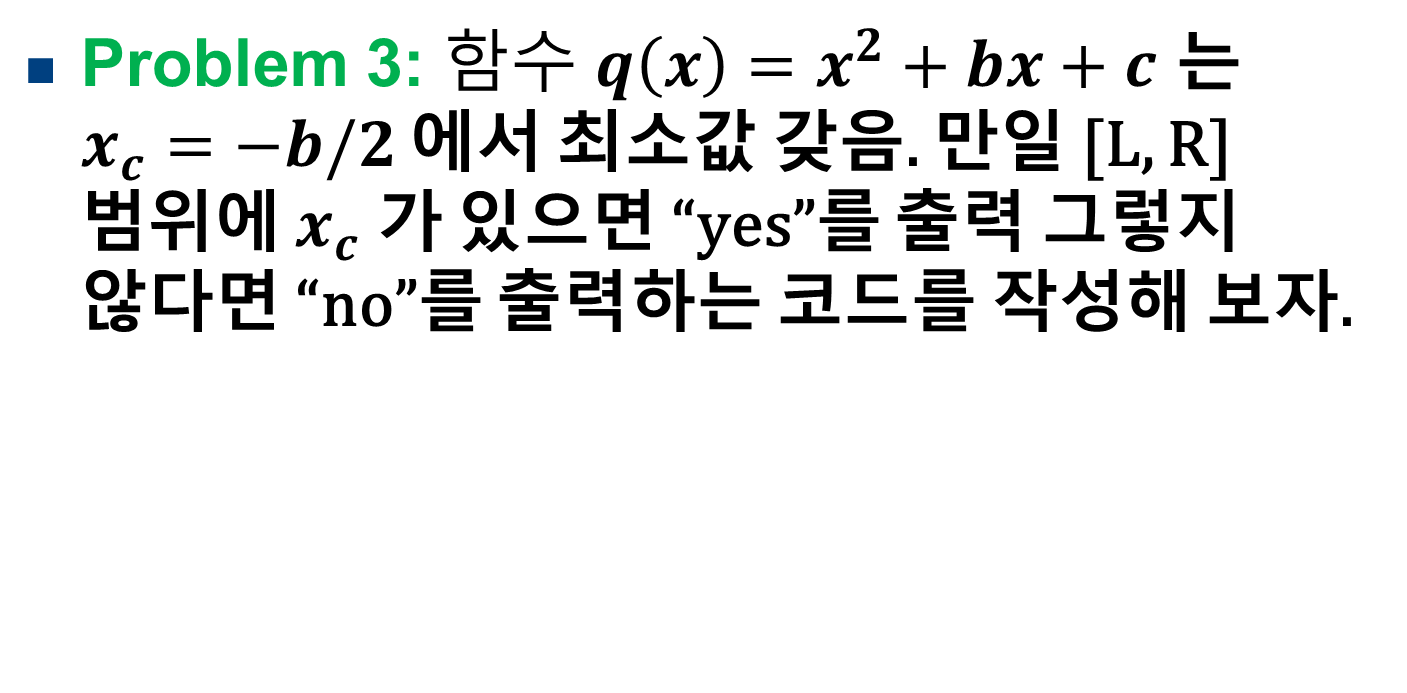 ▪ Problem 3: 함수 q(x) = x² + bx + c 는
x_c = −b/2 에서 최소값 갖음. 만일 [L, R]
범위에 x_c 가 있으면 “yes”를 출력 그렇지
않다면 “no”를 출력하는 코드를 작성해 보자.